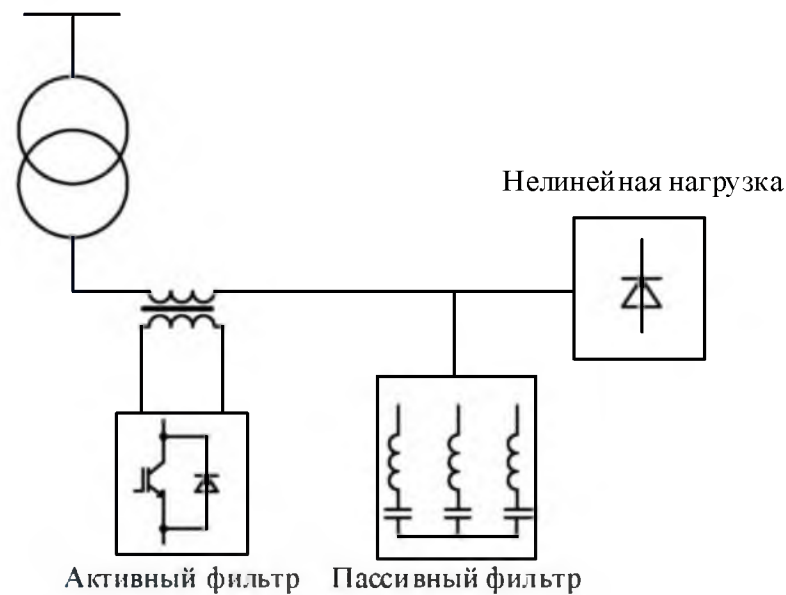 Нелинейная нагрузка
Активный фильтр
Пассивный фильтр